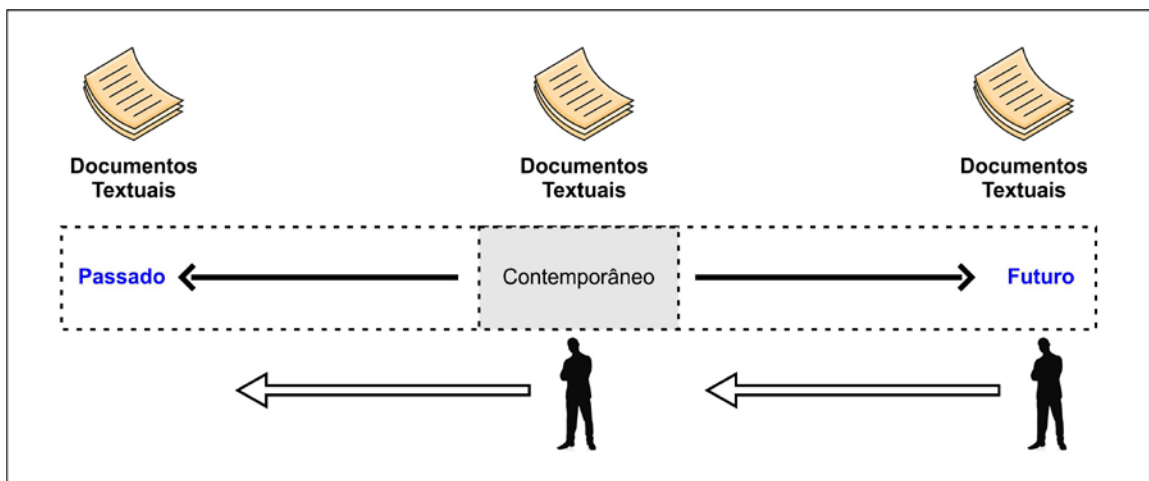 Documentos
Textuais
Documentos
Textuais
Documentos
Textuais
Passado
Contemporâneo
Futuro